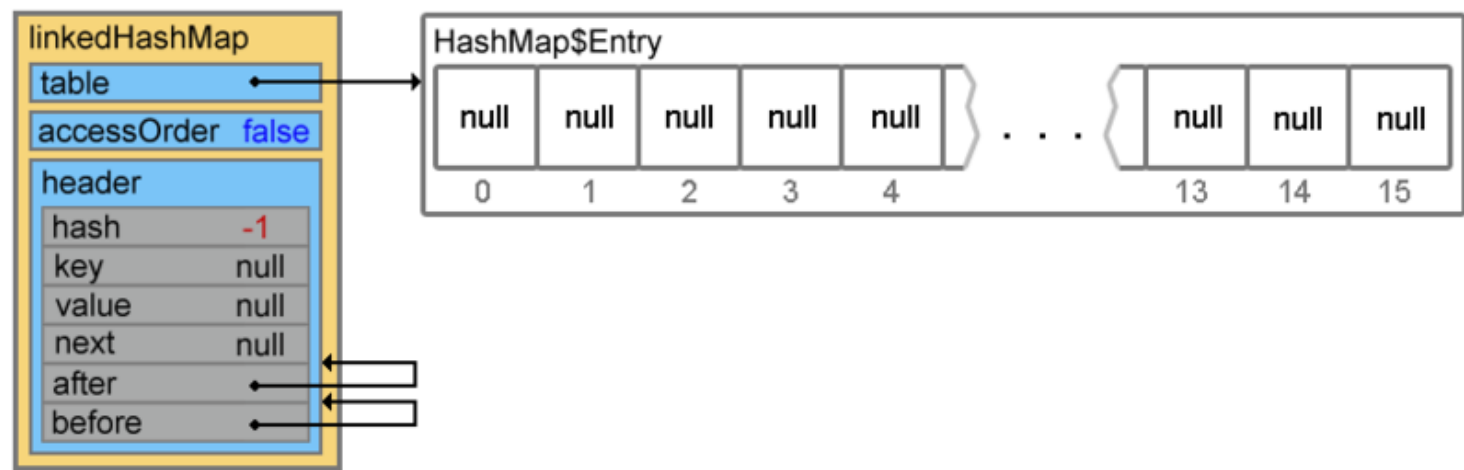 linkedHashMap
table
accessOrder false
header
hash -1
key null
value null
next null
after
before
HashMap$Entry
null null null null null . . . null null null
0 1 2 3 4 13 14 15